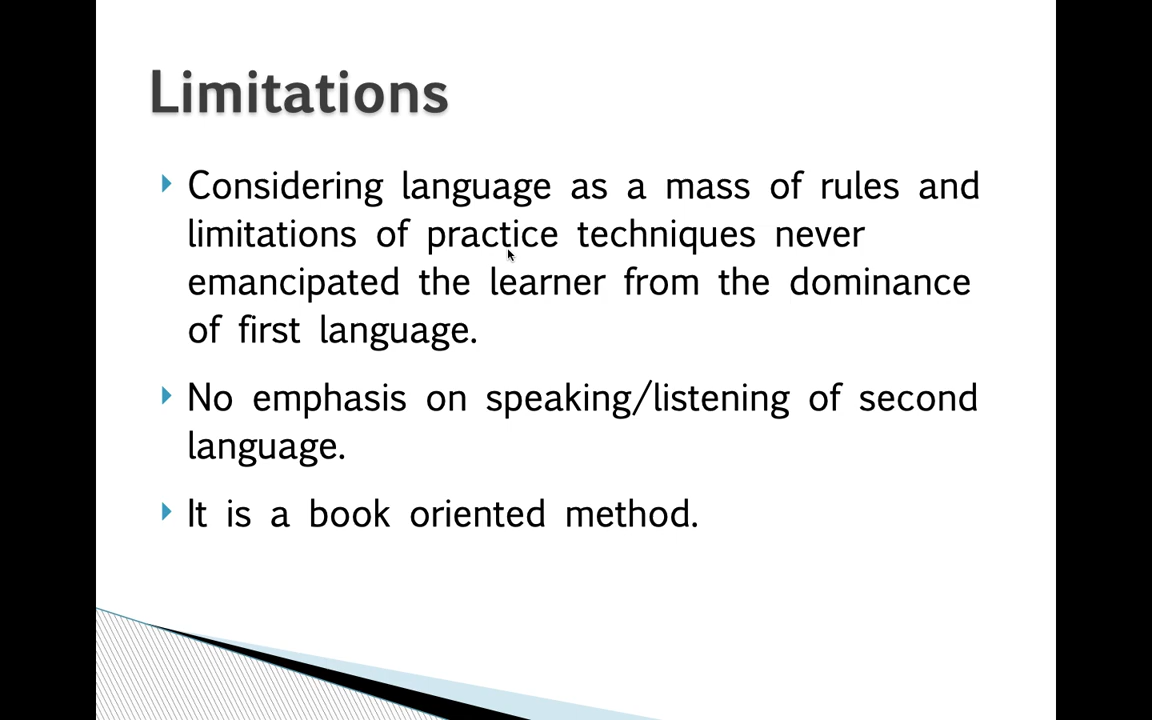 Limitations
Considering language as a mass of rules and
limitations of practice techniques never
emancipated the learner from the dominance
of first language.
No emphasis on speaking/listening of second
language.
It is a book oriented method.